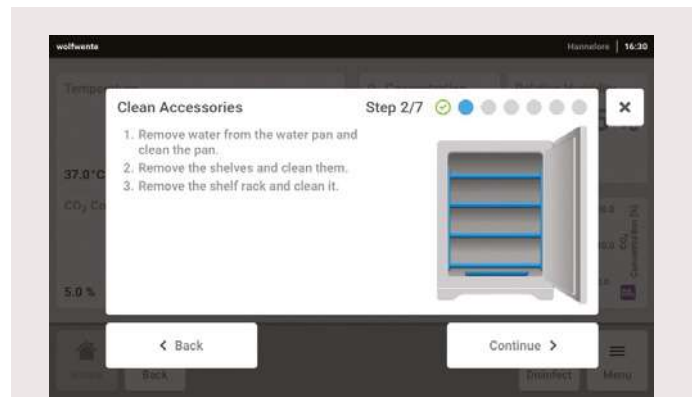 wolfwente
Hannelore 16:30
Clean Accessories Step 2/7
1. Remove water from the water pan and
clean the pan.
2. Remove the shelves and clean them.
3. Remove the shelf rack and clean it.
37.0°C
5.0 %
Back Continue
Back Disinfect Menu